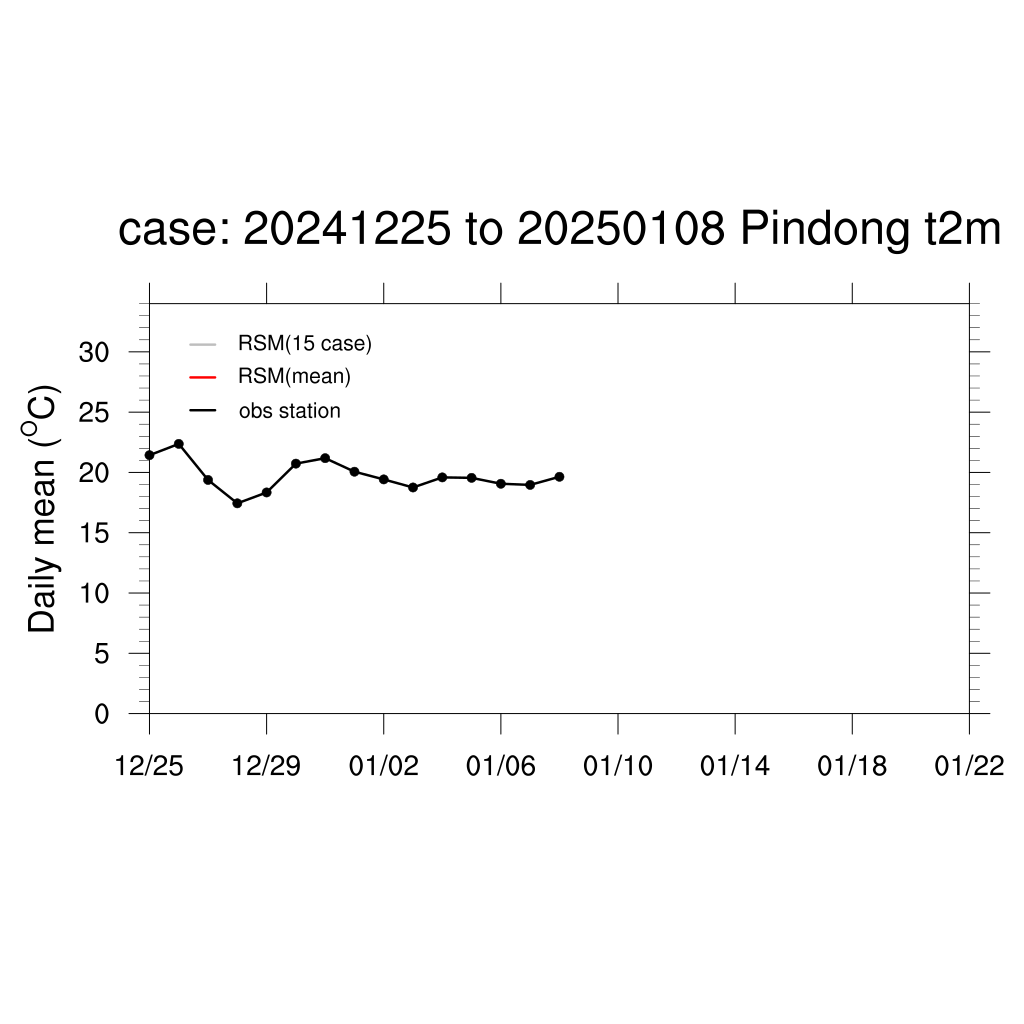 case: 20241225 to 20250108 Pindong t2m
RSM(15 case)
RSM(mean)
obs station
Daily mean (°C)
30
25
20
15
10
5
0
12/25 12/29 01/02 01/06 01/10 01/14 01/18 01/22